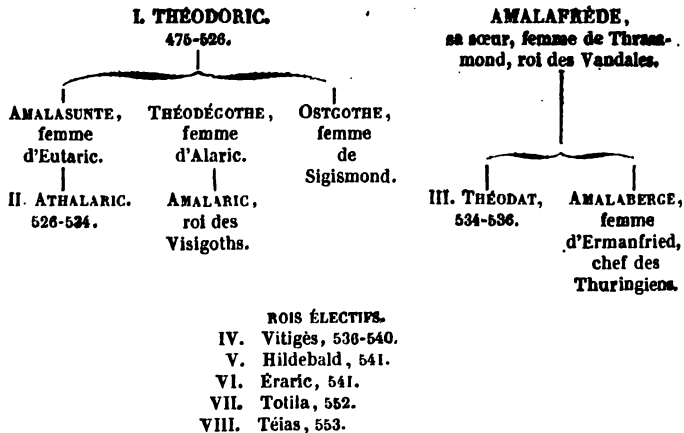 I. THÉODORIC.
475-526.
AMALAFRÈDE,
sa sœur, femme de Thrasa-
mond, roi des Vandales.
AMALASUNTE,
femme
d'Eutaric.
THÉODÉGOTHE,
femme
d'Alaric.
OSTGOTHE,
femme
de
Sigismond.
II. ATHALARIC.
526-534.
AMALARIC,
roi des
Visigoths.
III. THÉODAT,
534-536.
AMALABERGE,
femme
d'Ermanfried,
chef des
Thuringiens.
ROIS ÉLECTIFS.
IV. Vitigès, 536-540.
V. Hildebald, 541.
VI. Éraric, 541.
VII. Totila, 552.
VIII. Téias, 553.